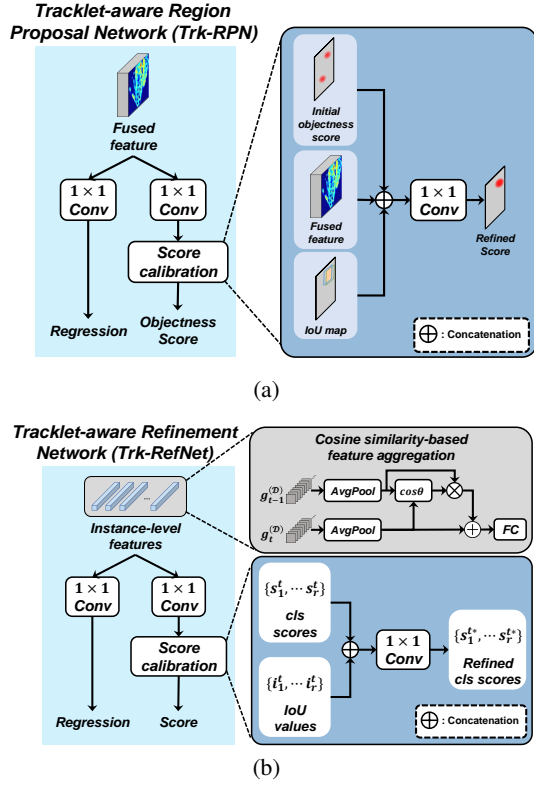 Tracklet-aware Region
Proposal Network (Trk-RPN)
Fused
feature
1 × 1
Conv
1 × 1
Conv
Score
calibration
Regression
Objectness
Score
Initial
objectness
score
Fused
feature
IoU map
1 × 1
Conv
Refined
Score
⊕ : Concatenation
(a)
Tracklet-aware Refinement
Network (Trk-RefNet)
...
Instance-level
features
1 × 1
Conv
1 × 1
Conv
Score
calibration
Regression
Score
Cosine similarity-based
feature aggregation
g_{t-1}^{(𝒟)}
AvgPool
cosθ
g_t^{(𝒟)}
AvgPool
FC
{s_1^t, ⋯ s_r^t}
cls
scores
{i_1^t, ⋯ i_r^t}
IoU
values
1 × 1
Conv
{s_1^{t*}, ⋯ s_r^{t*}}
Refined
cls scores
⊕ : Concatenation
(b)